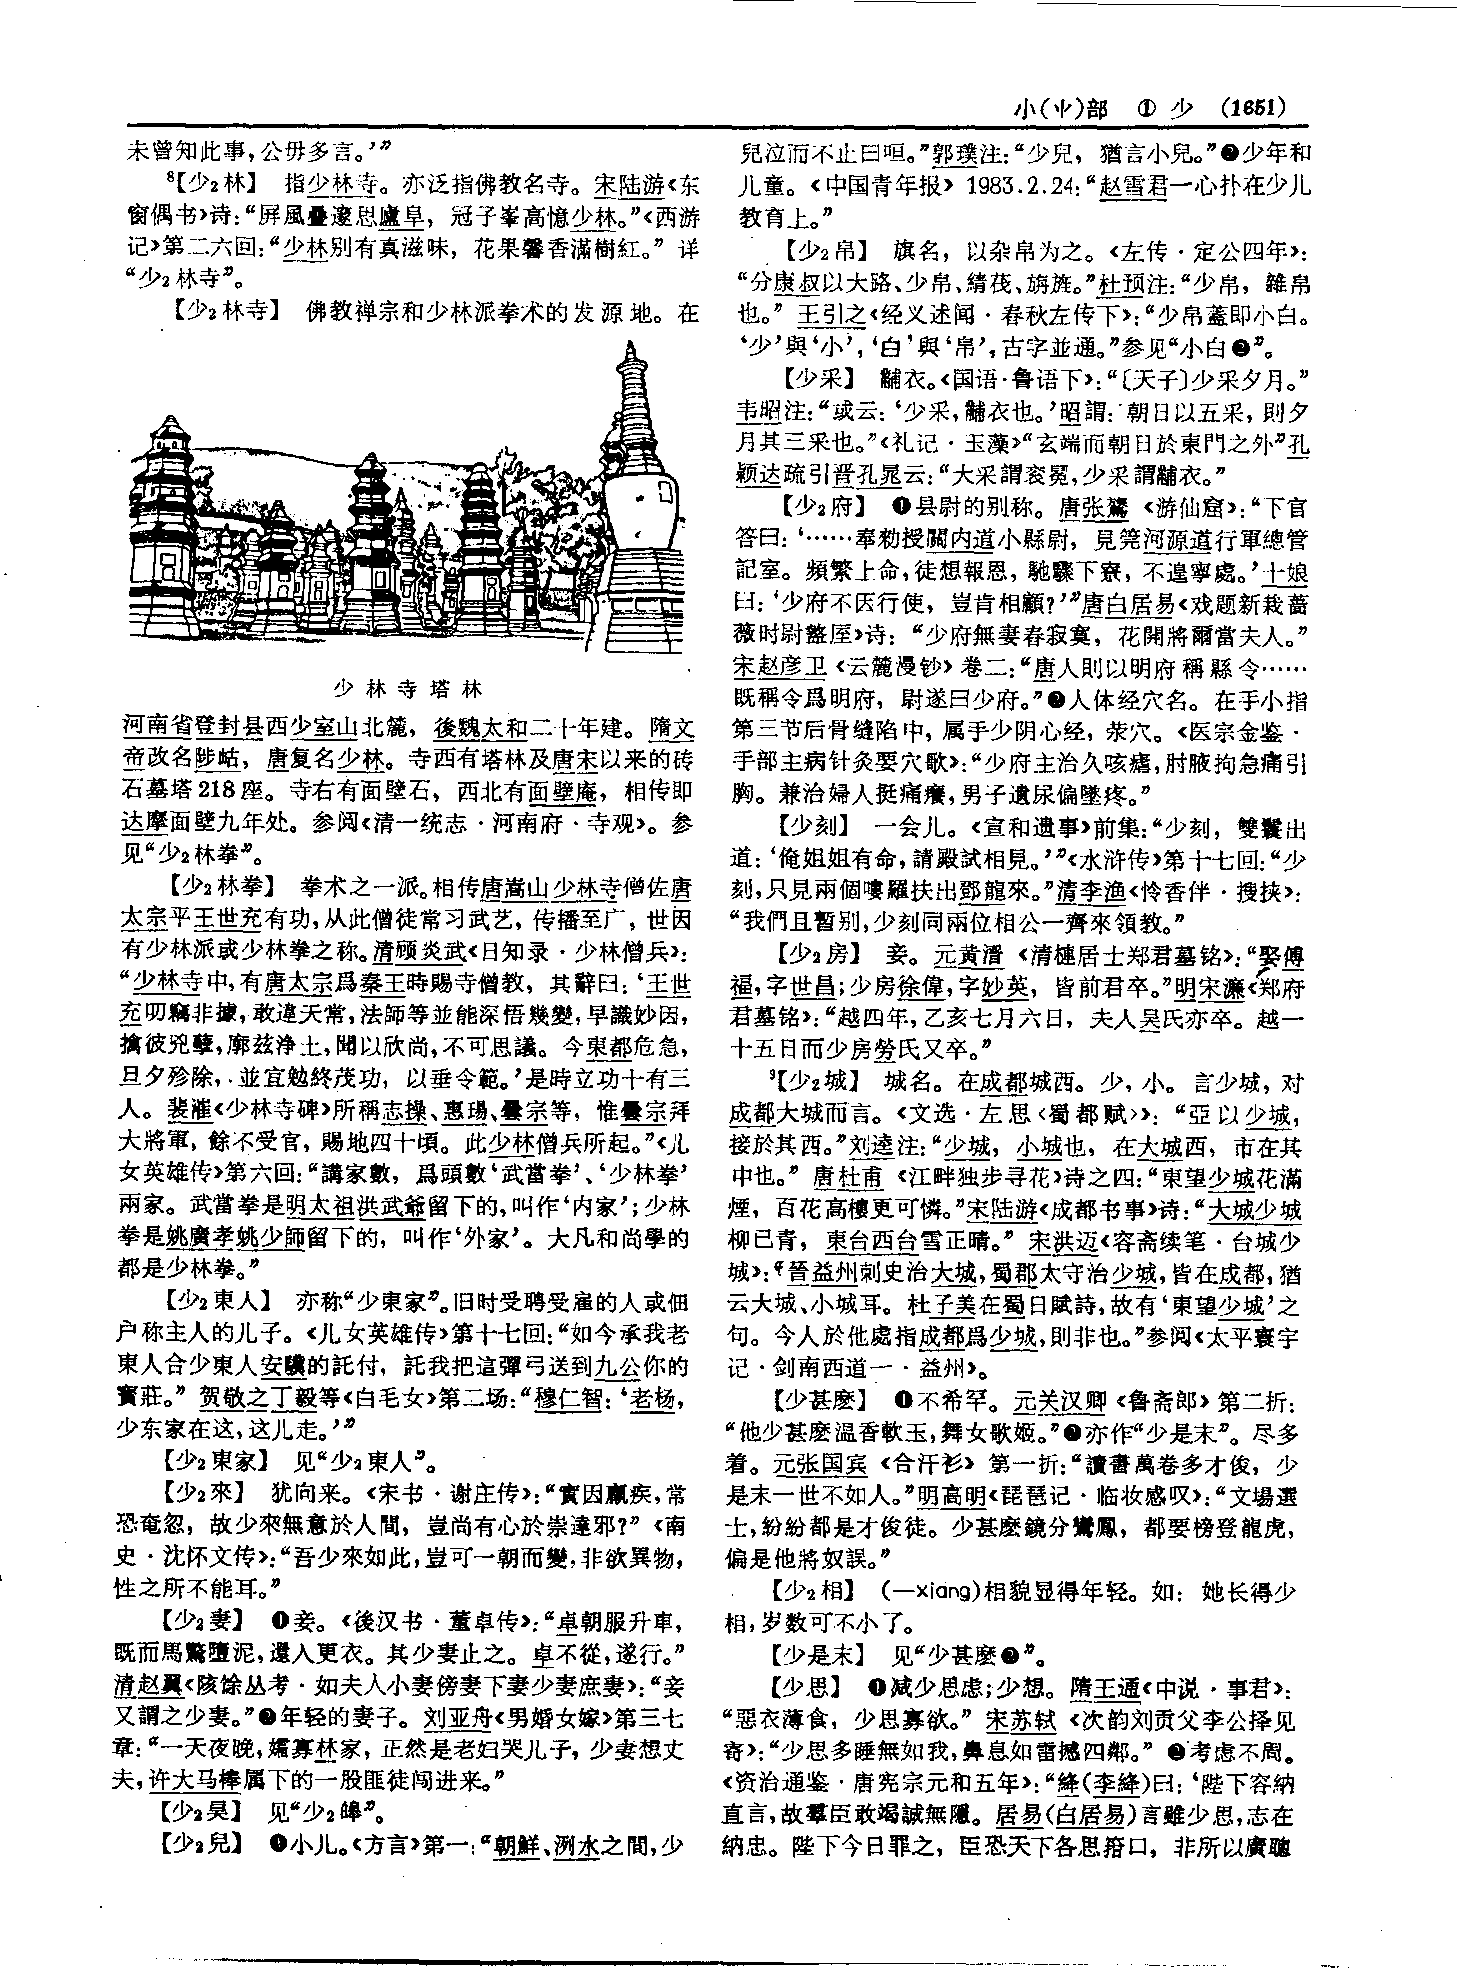 小(⺌)部 ① 少 (1651)
未曾知此事,公毋多言。’”
⁸【少₂林】 指少林寺。亦泛指佛教名寺。宋陆游《东
窗偶书》诗:“屏風疊邃思廬阜, 冠子峯高憶少林。”《西游
记》第二六回:“少林别有真滋味, 花果馨香滿樹紅。” 详
“少₂林寺”。
【少₂林寺】 佛教禅宗和少林派拳术的发源地。在
少林寺塔林
河南省登封县西少室山北麓, 後魏太和二十年建。隋文
帝改名陟岵, 唐复名少林。寺西有塔林及唐宋以来的砖
石墓塔218座。寺右有面壁石, 西北有面壁庵, 相传即
达摩面壁九年处。参阅《清一统志·河南府·寺观》。参
见“少₂林拳”。
【少₂林拳】 拳术之一派。相传唐嵩山少林寺僧佐唐
太宗平王世充有功,从此僧徒常习武艺, 传播至广, 世因
有少林派或少林拳之称。清顾炎武《日知录·少林僧兵》:
“少林寺中,有唐太宗爲秦王時賜寺僧教, 其辭曰:‘王世
充叨竊非據,敢違天常,法師等並能深悟幾變,早識妙因,
擒彼兇孽,廓兹净土,聞以欣尚,不可思議。今東都危急,
旦夕殄除,並宜勉終茂功, 以垂令範。’是時立功十有三
人。裴漼《少林寺碑》所稱志操、惠瑒、曇宗等, 惟曇宗拜
大將軍, 餘不受官, 賜地四十頃。此少林僧兵所起。”《儿
女英雄传》第六回:“講家數, 爲頭數‘武當拳’、‘少林拳’
兩家。武當拳是明太祖洪武爺留下的,叫作‘内家’;少林
拳是姚廣孝姚少師留下的, 叫作‘外家’。大凡和尚學的
都是少林拳。”
【少₂東人】 亦称“少東家”。旧时受聘受雇的人或佃
户称主人的儿子。《儿女英雄传》第十七回:“如今承我老
東人合少東人安驥的託付, 託我把這彈弓送到九公你的
寳莊。” 贺敬之丁毅等《白毛女》第二场:“穆仁智:‘老杨,
少东家在这,这儿走。’”
【少₂東家】 见“少₂東人”。
【少₂來】 犹向来。《宋书·谢庄传》:“實因羸疾,常
恐奄忽, 故少來無意於人間, 豈尚有心於崇達邪?” 《南
史·沈怀文传》:“吾少來如此,豈可一朝而變,非欲異物,
性之所不能耳。”
【少₂妻】 ❶妾。《後汉书·董卓传》:“卓朝服升車,
既而馬驚墮泥,還入更衣。其少妻止之。卓不從,遂行。”
清赵翼《陔馀丛考·如夫人小妻傍妻下妻少妻庶妻》:“妾
又謂之少妻。”❷年轻的妻子。刘亚舟《男婚女嫁》第三七
章:“一天夜晚,孀寡林家, 正然是老妇哭儿子, 少妻想丈
夫,许大马棒属下的一股匪徒闯进来。”
【少₂昊】 见“少₂皞”。
【少₂兒】 ❶小儿。《方言》第一:“朝鮮、洌水之間,少
兒泣而不止曰咺。”郭璞注:“少兒, 猶言小兒。”❷少年和
儿童。《中国青年报》1983.2.24:“赵雪君一心扑在少儿
教育上。”
【少₂帛】 旗名, 以杂帛为之。《左传·定公四年》:
“分康叔以大路、少帛、綪茷、旃旌。”杜预注:“少帛, 雜帛
也。” 王引之《经义述闻·春秋左传下》:“少帛蓋即小白。
‘少’與‘小’,‘白’與‘帛’,古字並通。”参见“小白❷”。
【少采】 黼衣。《国语·鲁语下》:“〔天子〕少采夕月。”
韦昭注:“或云:‘少采,黼衣也。’昭謂: 朝日以五采, 則夕
月其三采也。”《礼记·玉藻》“玄端而朝日於東門之外”孔
颖达疏引晋孔晁云:“大采謂衮冕,少采謂黼衣。”
【少₂府】 ❶县尉的别称。唐张鷟《游仙窟》:“下官
答曰:‘……奉勑授關内道小縣尉, 見筦河源道行軍總管
記室。頻繁上命,徒想報恩, 馳驟下寮, 不遑寧處。’十娘
曰:‘少府不因行使, 豈肯相顧?’”唐白居易《戏题新栽蔷
薇时尉盩厔》诗: “少府無妻春寂寞, 花開將爾當夫人。”
宋赵彦卫《云麓漫钞》卷二:“唐人則以明府稱縣令……
既稱令爲明府, 尉遂曰少府。”❷人体经穴名。在手小指
第三节后骨缝陷中, 属手少阴心经, 荥穴。《医宗金鉴·
手部主病针灸要穴歌》:“少府主治久咳瘧,肘腋拘急痛引
胸。兼治婦人挺痛癢,男子遺尿偏墜疼。”
【少刻】 一会儿。《宣和遗事》前集:“少刻, 雙鬟出
道:‘俺姐姐有命,請殿試相見。’”《水浒传》第十七回:“少
刻,只見兩個嘍羅扶出鄧龍來。”清李渔《怜香伴·搜挟》:
“我們且暫别,少刻同兩位相公一齊來領教。”
【少₂房】 妾。元黄溍《清槤居士郑君墓铭》:“娶傅
福,字世昌;少房徐偉,字妙英, 皆前君卒。”明宋濂《郑府
君墓铭》:“越四年,乙亥七月六日, 夫人吴氏亦卒。越一
十五日而少房勞氏又卒。”
³【少₂城】 城名。在成都城西。少, 小。言少城, 对
成都大城而言。《文选·左思〈蜀都赋〉》: “亞以少城,
接於其西。”刘逵注:“少城, 小城也, 在大城西, 市在其
中也。” 唐杜甫《江畔独步寻花》诗之四:“東望少城花滿
煙, 百花高樓更可憐。”宋陆游《成都书事》诗:“大城少城
柳已青, 東台西台雪正晴。” 宋洪迈《容斋续笔·台城少
城》:“晉益州刺史治大城,蜀郡太守治少城,皆在成都,猶
云大城、小城耳。杜子美在蜀日賦詩,故有‘東望少城’之
句。今人於他處指成都爲少城,則非也。”参阅《太平寰宇
记·剑南西道一·益州》。
【少甚麽】 ❶不希罕。元关汉卿《鲁斋郎》第二折:
“他少甚麽温香軟玉,舞女歌姬。”❷亦作“少是末”。尽多
着。元张国宾《合汗衫》第一折:“讀書萬卷多才俊, 少
是末一世不如人。”明高明《琵琶记·临妆感叹》:“文場選
士,紛紛都是才俊徒。少甚麽鏡分鸞鳳, 都要榜登龍虎,
偏是他將奴誤。”
【少₂相】 (—xiang)相貌显得年轻。如: 她长得少
相,岁数可不小了。
【少是末】 见“少甚麽❷”。
【少思】 ❶减少思虑;少想。隋王通《中说·事君》:
“惡衣薄食, 少思寡欲。” 宋苏轼《次韵刘贡父李公择见
寄》:“少思多睡無如我,鼻息如雷撼四鄰。” ❷考虑不周。
《资治通鉴·唐宪宗元和五年》:“絳(李絳)曰:‘陛下容納
直言,故羣臣敢竭誠無隱。居易(白居易)言雖少思,志在
納忠。陛下今日罪之, 臣恐天下各思箝口, 非所以廣聰